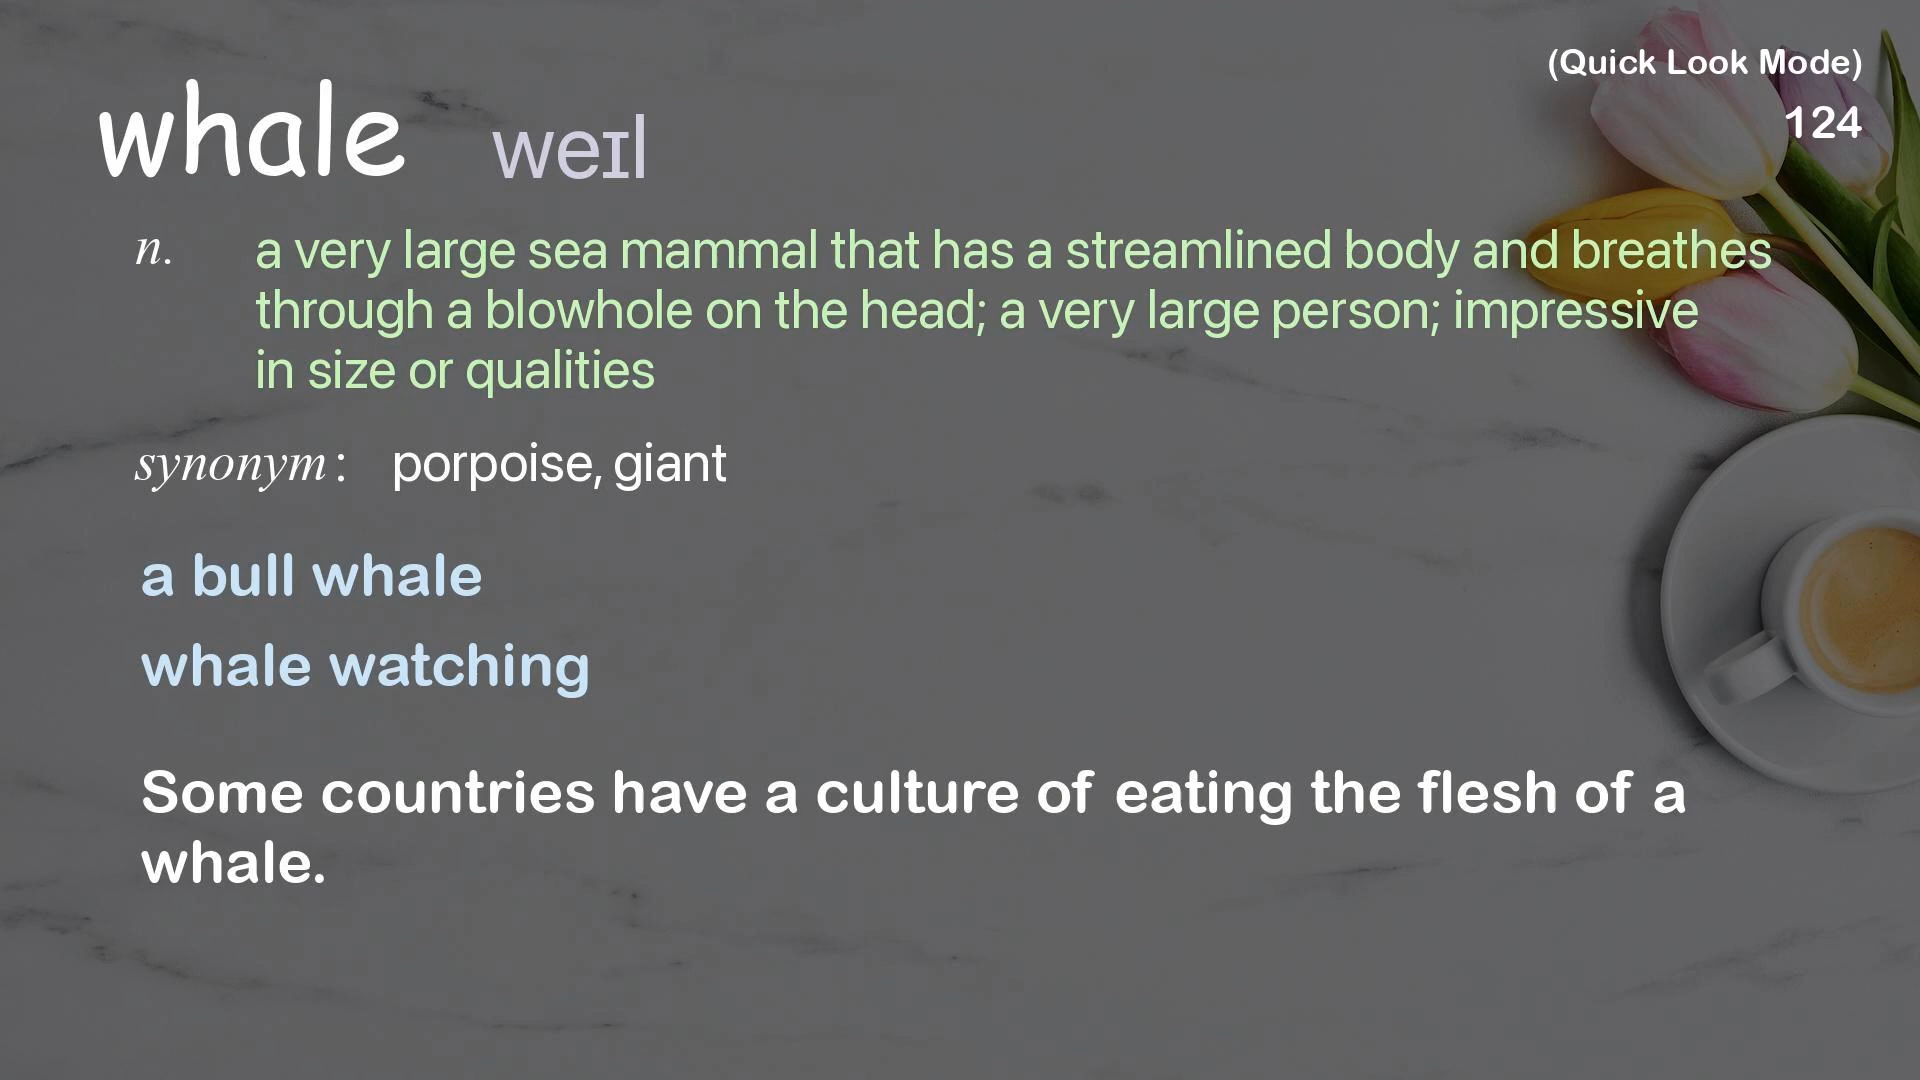 (Quick Look Mode)
124
whale weɪl
n. a very large sea mammal that has a streamlined body and breathes
through a blowhole on the head; a very large person; impressive
in size or qualities
synonym: porpoise, giant
a bull whale
whale watching
Some countries have a culture of eating the flesh of a
whale.